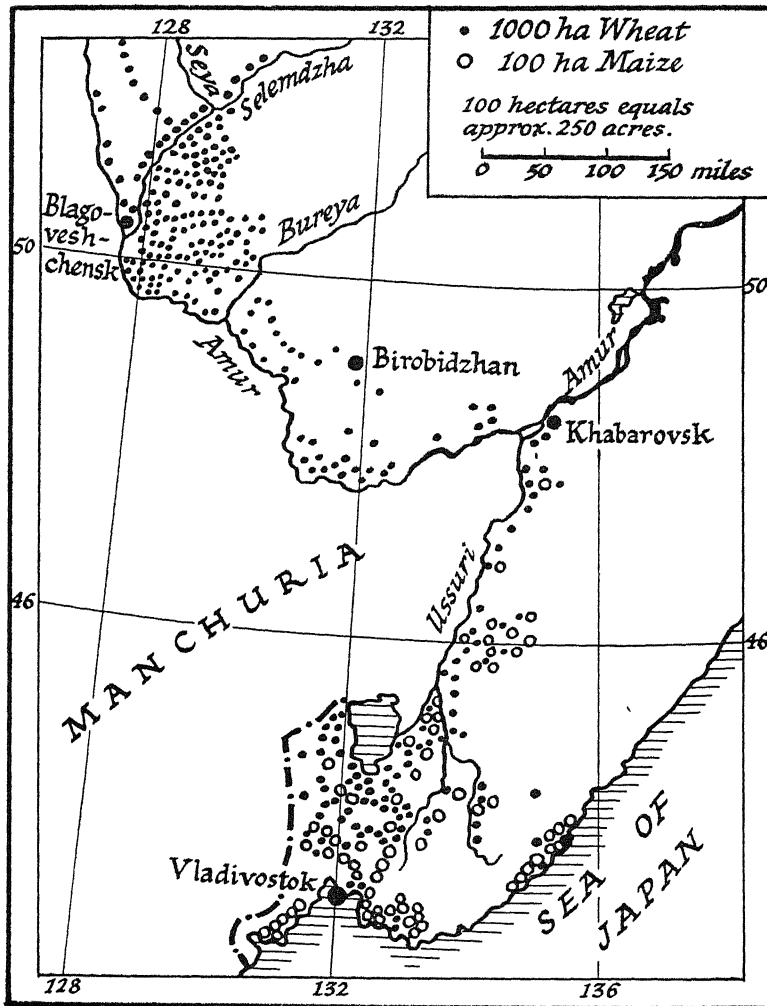 128
132
1000 ha Wheat
100 ha Maize
100 hectares equals
approx. 250 acres.
0 50 100 150 miles
Seya
Selemdzha
Blago-
vesh-
chensk
50
Bureya
50
Amur
Birobidzhan
Amur
Khabarovsk
MANCHURIA
Ussuri
46
46
Vladivostok
SEA OF
JAPAN
128
132
136